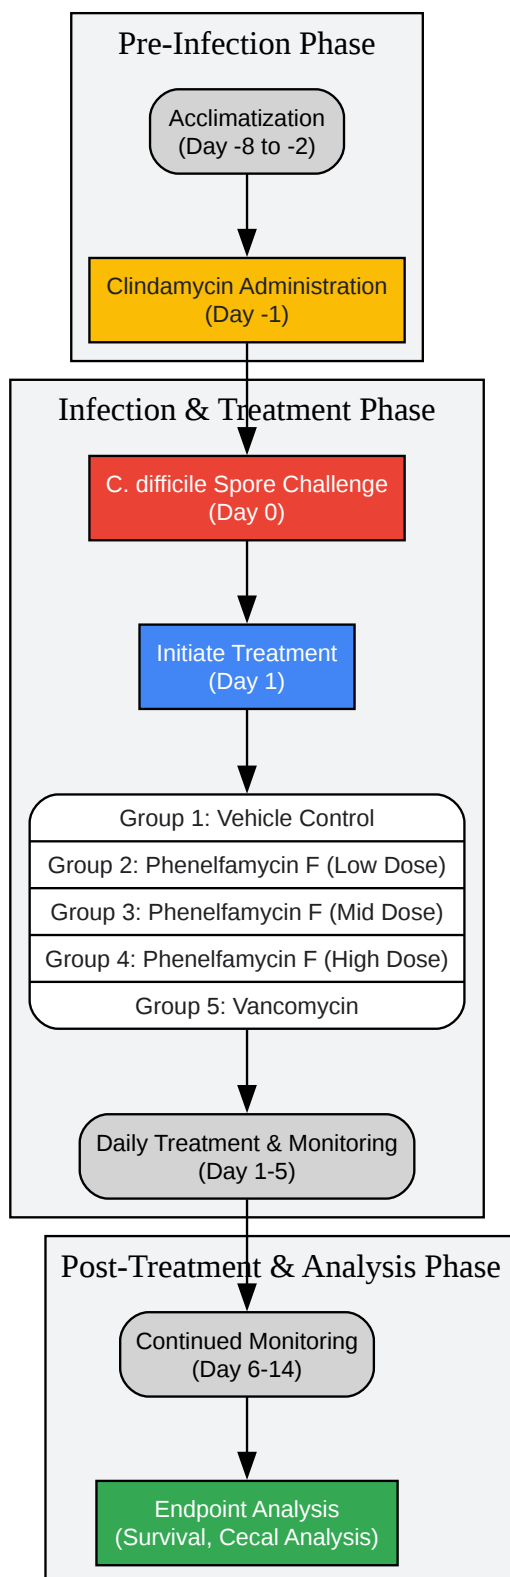 Pre-Infection Phase
Acclimatization
(Day -8 to -2)
Clindamycin Administration
(Day -1)
Infection & Treatment Phase
C. difficile Spore Challenge
(Day 0)
Initiate Treatment
(Day 1)
Group 1: Vehicle Control
Group 2: Phenelfamycin F (Low Dose)
Group 3: Phenelfamycin F (Mid Dose)
Group 4: Phenelfamycin F (High Dose)
Group 5: Vancomycin
Daily Treatment & Monitoring
(Day 1-5)
Post-Treatment & Analysis Phase
Continued Monitoring
(Day 6-14)
Endpoint Analysis
(Survival, Cecal Analysis)